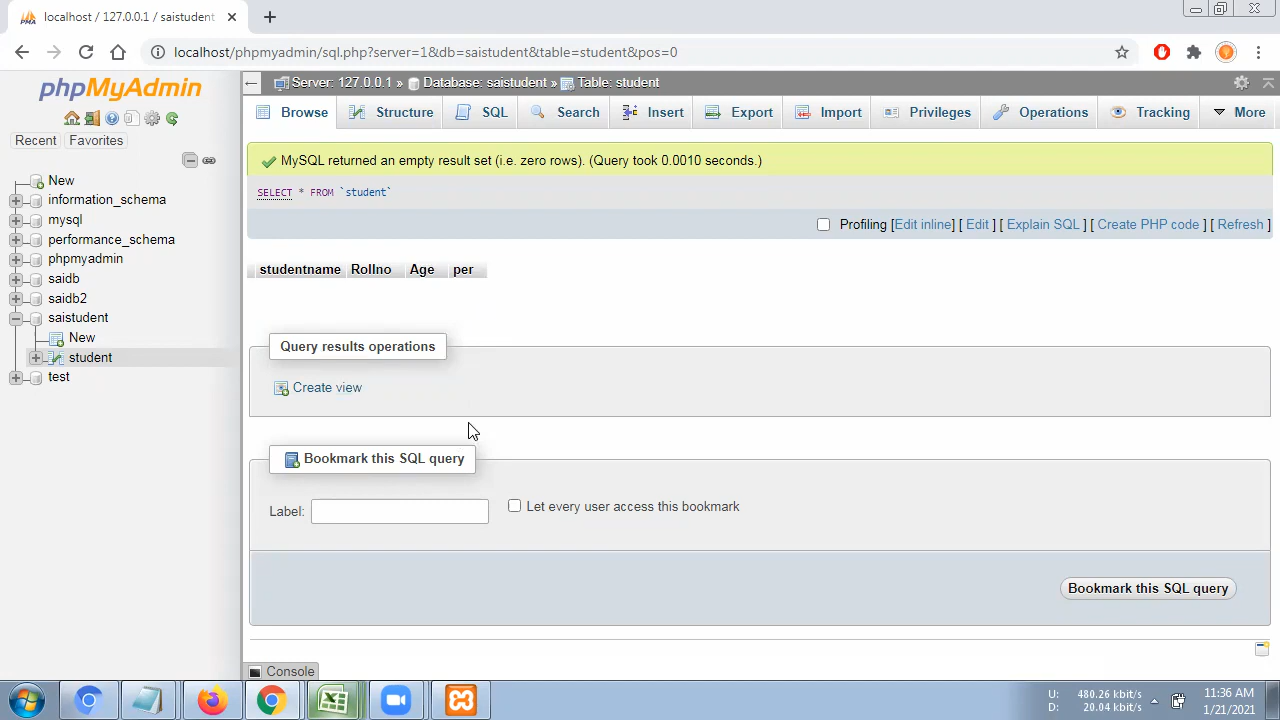 localhost / 127.0.0.1 / saistudent
localhost/phpmyadmin/sql.php?server=1&db=saistudent&table=student&pos=0
phpMyAdmin
Recent Favorites
New
information_schema
mysql
performance_schema
phpmyadmin
saidb
saidb2
saistudent
New
student
test
Server: 127.0.0.1 » Database: saistudent » Table: student
Browse Structure SQL Search Insert Export Import Privileges Operations Tracking More
MySQL returned an empty result set (i.e. zero rows). (Query took 0.0010 seconds.)
SELECT * FROM `student`
Profiling [Edit inline] [ Edit ] [ Explain SQL ] [ Create PHP code ] [ Refresh ]
studentname Rollno Age per
Query results operations
Create view
Bookmark this SQL query
Label: Let every user access this bookmark
Bookmark this SQL query
Console
U: 480.26 kbit/s
D: 20.04 kbit/s
11:36 AM
1/21/2021